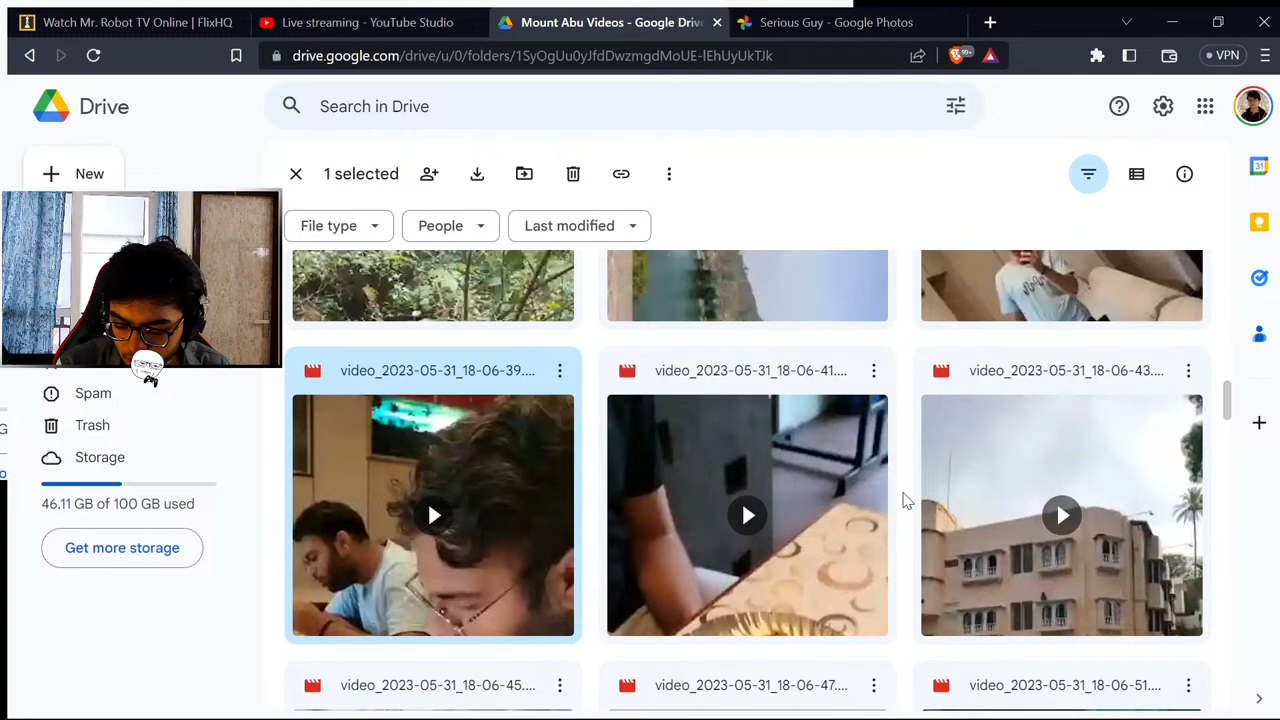 Watch Mr. Robot TV Online | FlixHQ
Live streaming - YouTube Studio
Mount Abu Videos - Google Drive
Serious Guy - Google Photos
drive.google.com/drive/u/0/folders/1SyOgUu0yJfdDwzmgdMoUE-lEhUyUkTJk
99+
VPN
Drive
Search in Drive
31
New
1 selected
File type
People
Last modified
video_2023-05-31_18-06-39....
video_2023-05-31_18-06-41....
video_2023-05-31_18-06-43....
Spam
Trash
Storage
46.11 GB of 100 GB used
Get more storage
video_2023-05-31_18-06-45....
video_2023-05-31_18-06-47....
video_2023-05-31_18-06-51....